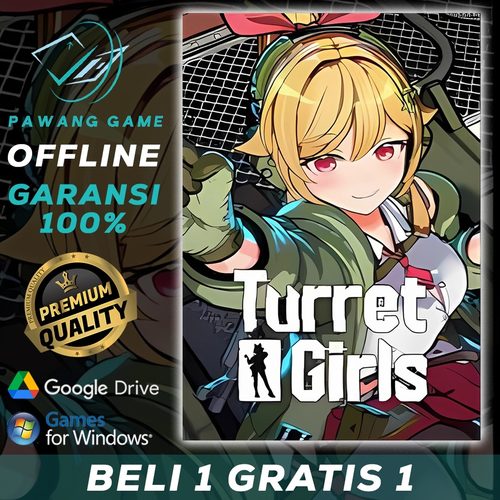 PAWANG GAME
OFFLINE
GARANSI
100%
PREMIUM
QUALITY
Google Drive
Games
for Windows
Turret
Girls
BELI 1 GRATIS 1